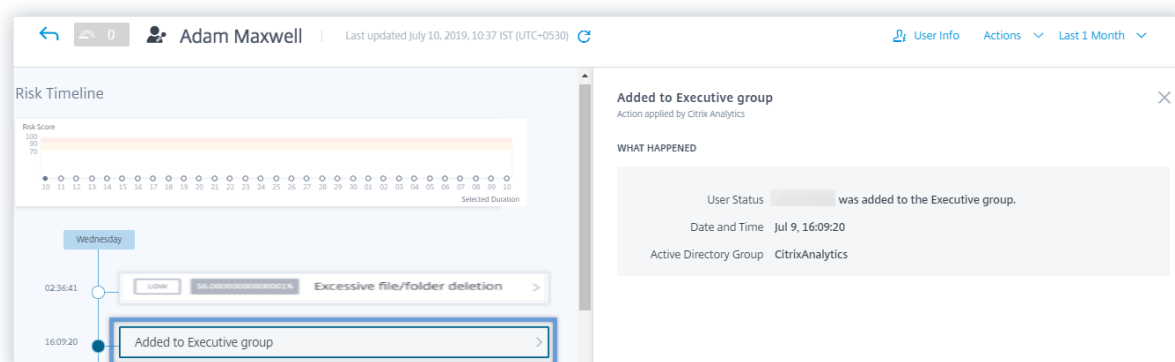 0
Adam Maxwell
Last updated July 10, 2019, 10:37 IST (UTC+0530)
User Info
Actions
Last 1 Month
Risk Timeline
Risk Score
100
90
70
10 11 12 13 14 15 16 17 18 19 20 21 22 23 24 25 26 27 28 29 30 01 02 03 04 05 06 07 08 09 10
Selected Duration
Wednesday
02:36:41
LOW
56.00000000000001%
Excessive file/folder deletion
16:09:20
Added to Executive group
Added to Executive group
Action applied by Citrix Analytics
WHAT HAPPENED
User Status
was added to the Executive group.
Date and Time Jul 9, 16:09:20
Active Directory Group CitrixAnalytics